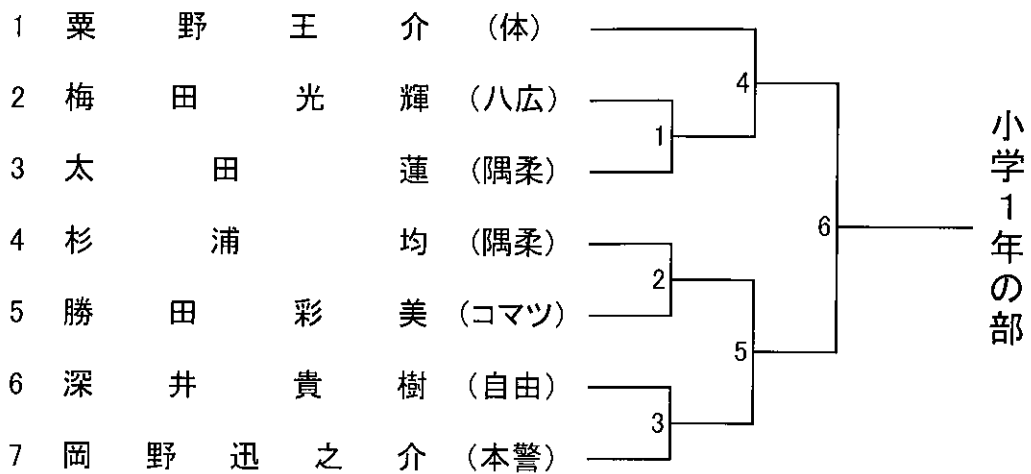 1 粟野王介 (体)
2 梅田光輝 (八広)
3 太田蓮 (隅柔)
4 杉浦均 (隅柔)
5 勝田彩美 (コマツ)
6 深井貴樹 (自由)
7 岡野迅之介 (本警)
4
1
6
2
5
3
小学1年の部